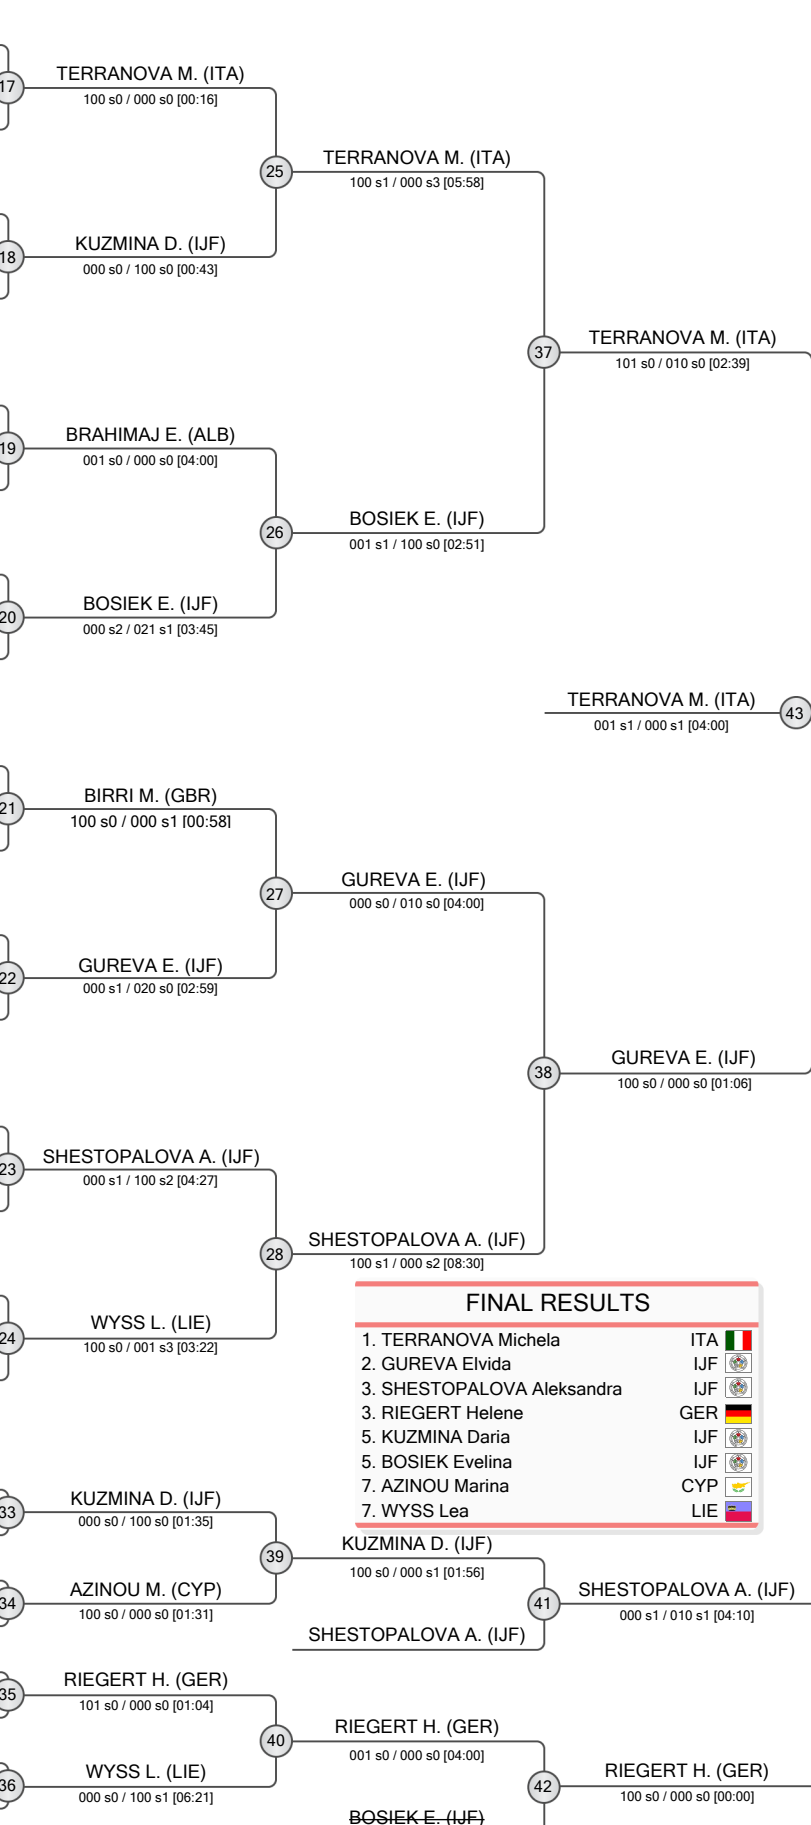 17
TERRANOVA M. (ITA)
100 s0 / 000 s0 [00:16]
25
TERRANOVA M. (ITA)
100 s1 / 000 s3 [05:58]
18
KUZMINA D. (IJF)
000 s0 / 100 s0 [00:43]
37
TERRANOVA M. (ITA)
101 s0 / 010 s0 [02:39]
19
BRAHIMAJ E. (ALB)
001 s0 / 000 s0 [04:00]
26
BOSIEK E. (IJF)
001 s1 / 100 s0 [02:51]
20
BOSIEK E. (IJF)
000 s2 / 021 s1 [03:45]
TERRANOVA M. (ITA)
43
001 s1 / 000 s1 [04:00]
21
BIRRI M. (GBR)
100 s0 / 000 s1 [00:58]
27
GUREVA E. (IJF)
000 s0 / 010 s0 [04:00]
22
GUREVA E. (IJF)
000 s1 / 020 s0 [02:59]
38
GUREVA E. (IJF)
100 s0 / 000 s0 [01:06]
23
SHESTOPALOVA A. (IJF)
000 s1 / 100 s2 [04:27]
28
SHESTOPALOVA A. (IJF)
100 s1 / 000 s2 [08:30]
24
WYSS L. (LIE)
100 s0 / 001 s3 [03:22]
FINAL RESULTS
1. TERRANOVA Michela ITA
2. GUREVA Elvida IJF
3. SHESTOPALOVA Aleksandra IJF
3. RIEGERT Helene GER
5. KUZMINA Daria IJF
5. BOSIEK Evelina IJF
7. AZINOU Marina CYP
7. WYSS Lea LIE
33
KUZMINA D. (IJF)
000 s0 / 100 s0 [01:35]
39
KUZMINA D. (IJF)
100 s0 / 000 s1 [01:56]
34
AZINOU M. (CYP)
100 s0 / 000 s0 [01:31]
41
SHESTOPALOVA A. (IJF)
000 s1 / 010 s1 [04:10]
SHESTOPALOVA A. (IJF)
35
RIEGERT H. (GER)
101 s0 / 000 s0 [01:04]
40
RIEGERT H. (GER)
001 s0 / 000 s0 [04:00]
36
WYSS L. (LIE)
000 s0 / 100 s1 [06:21]
42
RIEGERT H. (GER)
100 s0 / 000 s0 [00:00]
BOSIEK E. (IJF)